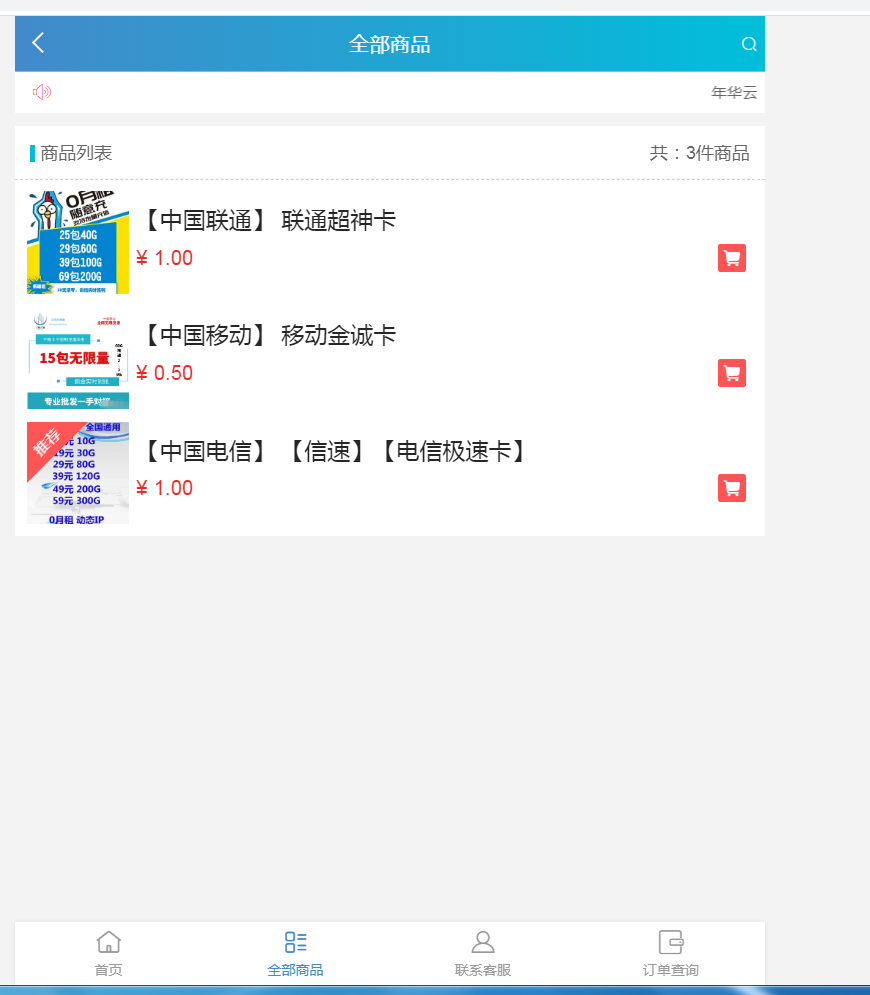 全部商品
年华云
商品列表
共：3件商品
0月租
随意充
25包40G
29包60G
39包100G
69包200G
【中国联通】 联通超神卡
¥ 1.00
15包无限量
专业批发一手对接
【中国移动】 移动金诚卡
¥ 0.50
推荐
全国通用
元 10G
19元 30G
29元 80G
39元 120G
49元 200G
59元 300G
0月租 动态IP
【中国电信】 【信速】【电信极速卡】
¥ 1.00
首页
全部商品
联系客服
订单查询